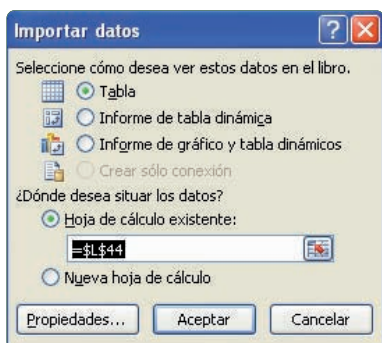 Importar datos
Seleccione cómo desea ver estos datos en el libro.
Tabla
Informe de tabla dinámica
Informe de gráfico y tabla dinámicos
Crear sólo conexión
¿Dónde desea situar los datos?
Hoja de cálculo existente:
=$L$44
Nueva hoja de cálculo
Propiedades... Aceptar Cancelar